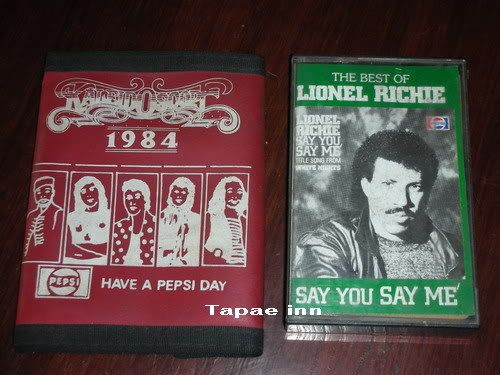 KALEIDOSCOPE
1984
PEPSI
HAVE A PEPSI DAY
THE BEST OF
LIONEL RICHIE
LIONEL
RICHIE
SAY YOU,
SAY ME
TITLE SONG FROM
WHITE NIGHTS
SAY YOU SAY ME
Tapae inn